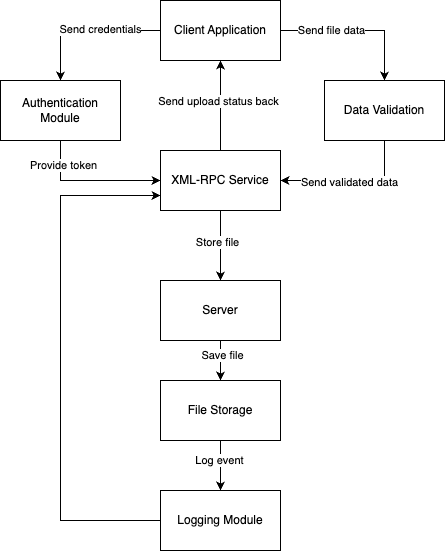 Client Application
Send credentials
Send file data
Authentication
Module
Send upload status back
Data Validation
Provide token
XML-RPC Service
Send validated data
Store file
Server
Save file
File Storage
Log event
Logging Module